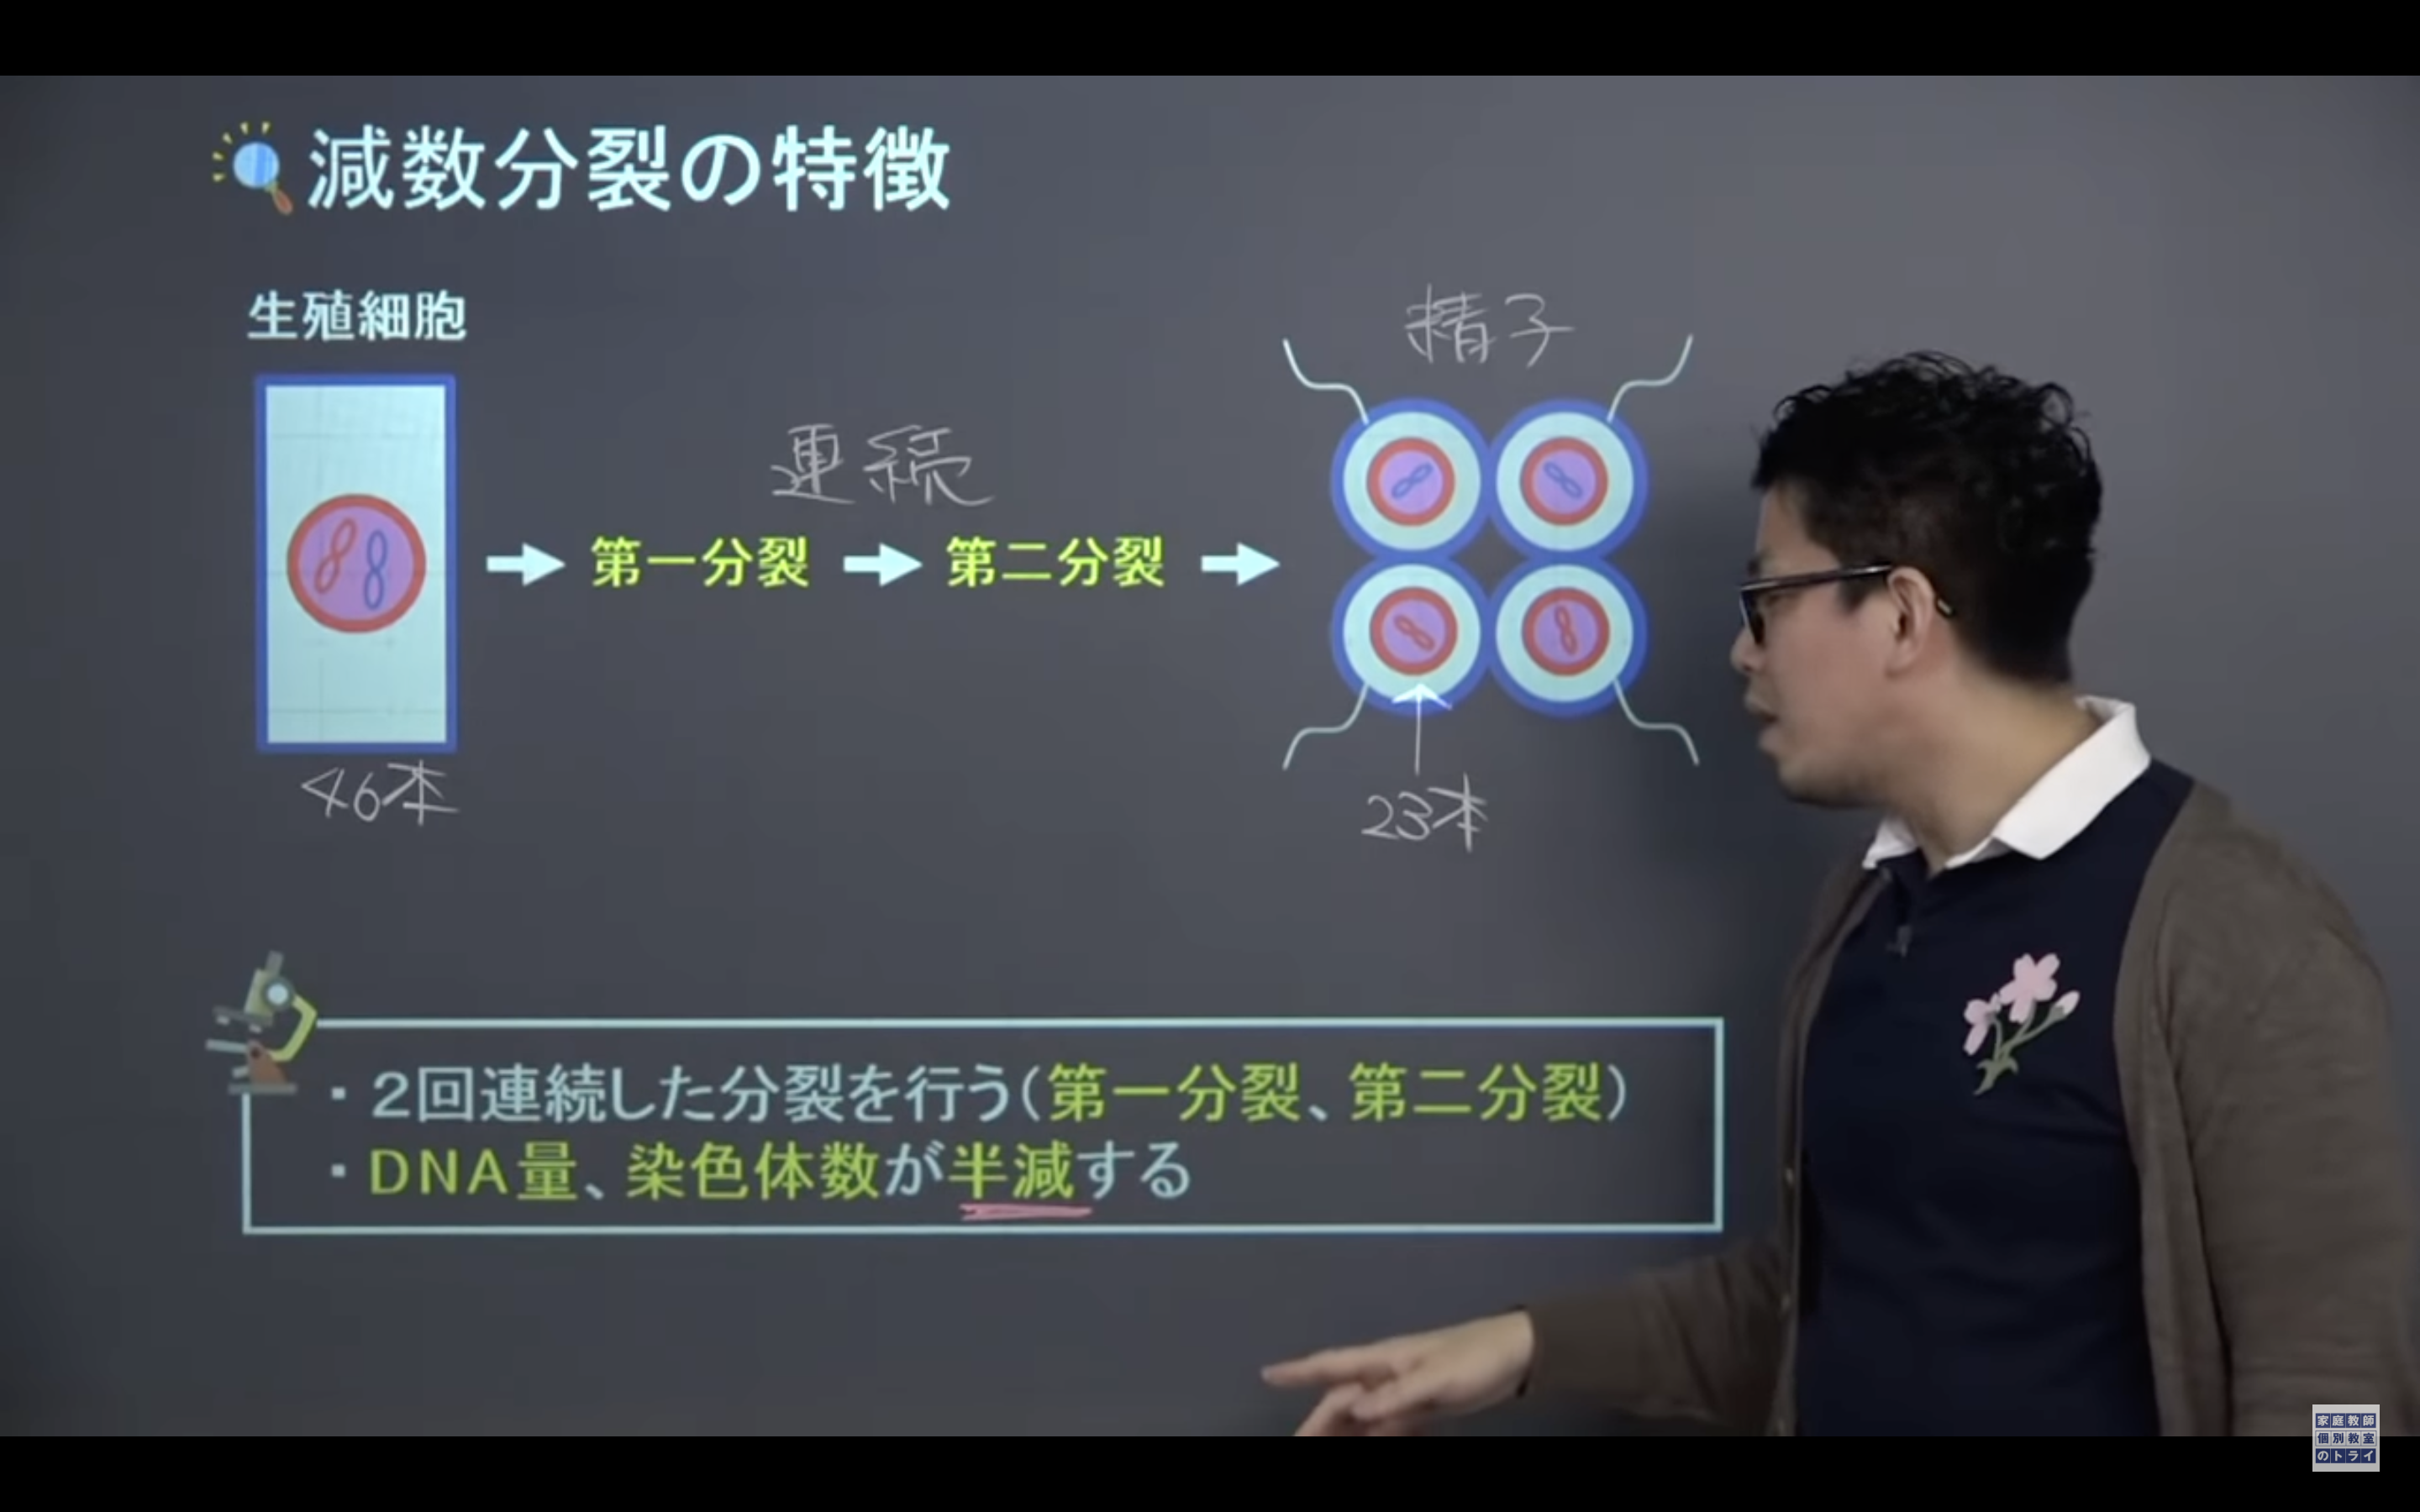 減数分裂の特徴
生殖細胞
精子
連続
第一分裂
第二分裂
46本
23本
・2回連続した分裂を行う(第一分裂、第二分裂)
・DNA量、染色体数が半減する
家庭教師
個別教室
のトライ